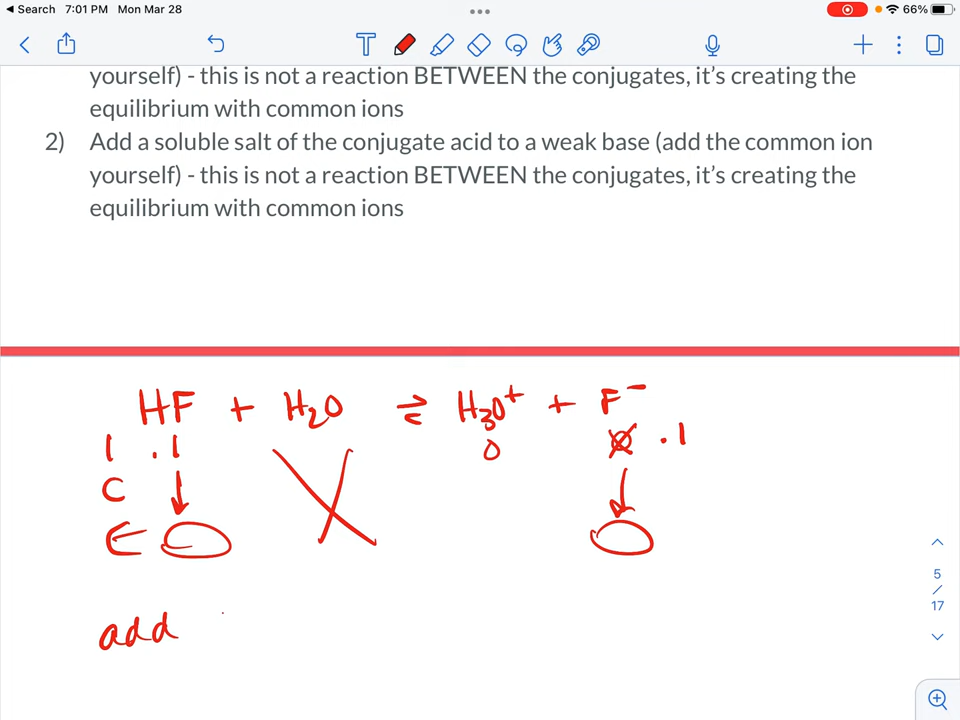 Search 7:01 PM Mon Mar 28 66%
T
yourself) - this is not a reaction BETWEEN the conjugates, it's creating the
equilibrium with common ions
2) Add a soluble salt of the conjugate acid to a weak base (add the common ion
yourself) - this is not a reaction BETWEEN the conjugates, it's creating the
equilibrium with common ions
HF + H₂O ⇌ H₃O⁺ + F⁻
I .1 0 0 .1
C
E
5
/
17
add